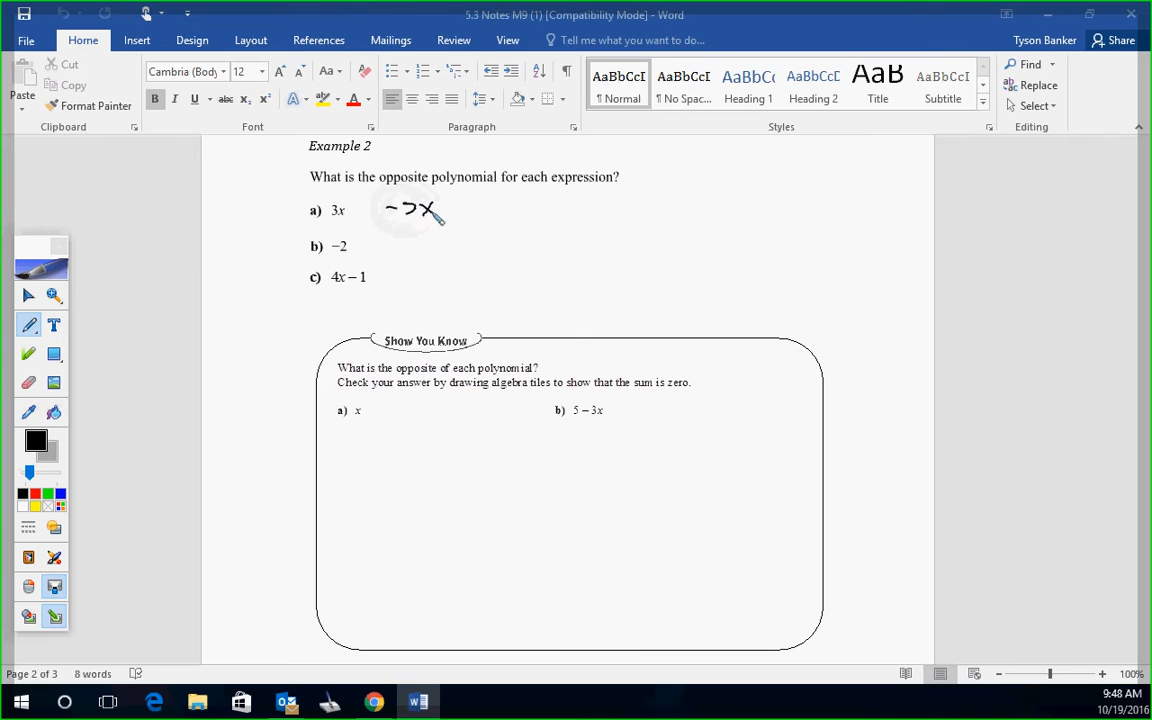 5.3 Notes M9 (1) [Compatibility Mode] - Word
File Home Insert Design Layout References Mailings Review View Tell me what you want to do... Tyson Banker Share
Paste
Cut
Copy
Format Painter
Clipboard
Cambria (Body) 12 Aa
B I U abc x₂ x² A A
Font
Paragraph
AaBbCcI AaBbCcI AaBbCc AaBbCcI AaB AaBbCcI
¶ Normal ¶ No Spac... Heading 1 Heading 2 Title Subtitle
Styles
Find
Replace
Select
Editing
Example 2
What is the opposite polynomial for each expression?
a) 3x -3x
b) −2
c) 4x − 1
Show You Know
What is the opposite of each polynomial?
Check your answer by drawing algebra tiles to show that the sum is zero.
a) x b) 5 − 3x
Page 2 of 3 8 words 100%
9:48 AM
10/19/2016